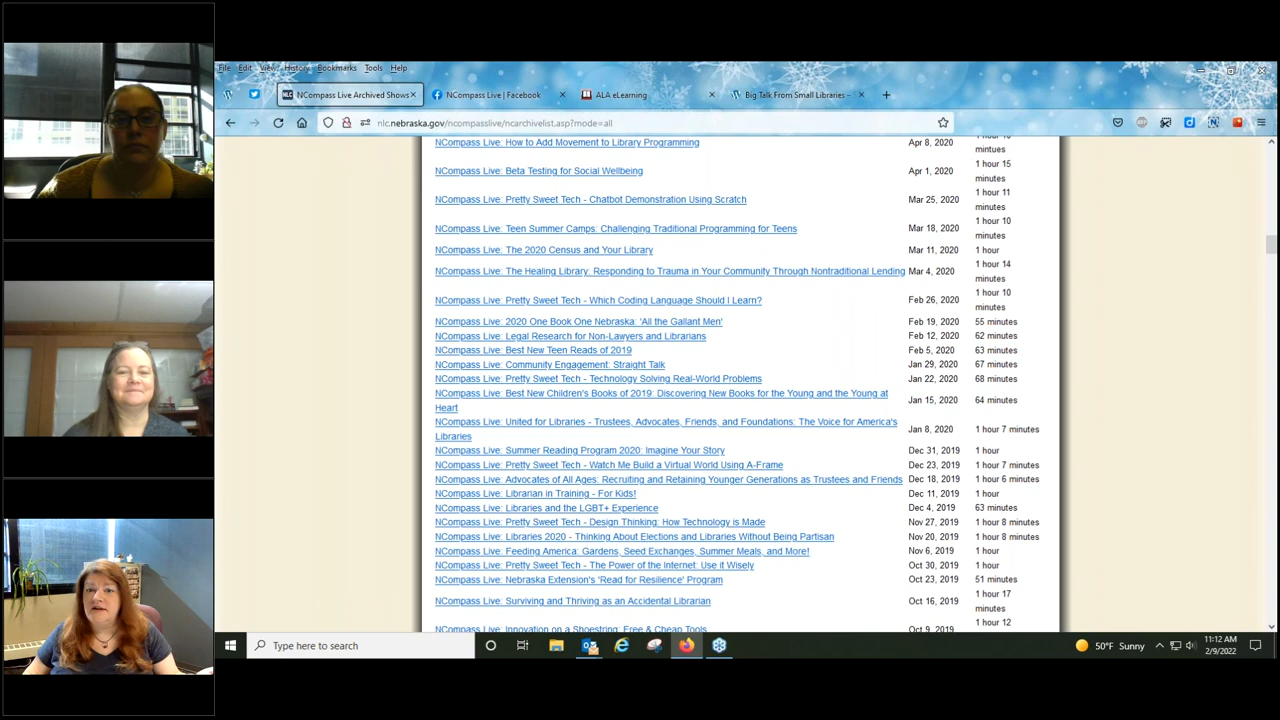 File Edit View History Bookmarks Tools Help
NCompass Live Archived Shows
NCompass Live | Facebook
ALA eLearning
Big Talk From Small Libraries –
nlc.nebraska.gov/ncompasslive/ncarchivelist.asp?mode=all
NCompass Live: How to Add Movement to Library Programming Apr 8, 2020
mintues
NCompass Live: Beta Testing for Social Wellbeing Apr 1, 2020 1 hour 15
minutes
NCompass Live: Pretty Sweet Tech - Chatbot Demonstration Using Scratch Mar 25, 2020 1 hour 11
minutes
NCompass Live: Teen Summer Camps: Challenging Traditional Programming for Teens Mar 18, 2020 1 hour 10
minutes
NCompass Live: The 2020 Census and Your Library Mar 11, 2020 1 hour
NCompass Live: The Healing Library: Responding to Trauma in Your Community Through Nontraditional Lending Mar 4, 2020 1 hour 14
minutes
NCompass Live: Pretty Sweet Tech - Which Coding Language Should I Learn? Feb 26, 2020 1 hour 10
minutes
NCompass Live: 2020 One Book One Nebraska: 'All the Gallant Men' Feb 19, 2020 55 minutes
NCompass Live: Legal Research for Non-Lawyers and Librarians Feb 12, 2020 62 minutes
NCompass Live: Best New Teen Reads of 2019 Feb 5, 2020 63 minutes
NCompass Live: Community Engagement: Straight Talk Jan 29, 2020 67 minutes
NCompass Live: Pretty Sweet Tech - Technology Solving Real-World Problems Jan 22, 2020 68 minutes
NCompass Live: Best New Children's Books of 2019: Discovering New Books for the Young and the Young at
Heart Jan 15, 2020 64 minutes
NCompass Live: United for Libraries - Trustees, Advocates, Friends, and Foundations: The Voice for America's
Libraries Jan 8, 2020 1 hour 7 minutes
NCompass Live: Summer Reading Program 2020: Imagine Your Story Dec 31, 2019 1 hour
NCompass Live: Pretty Sweet Tech - Watch Me Build a Virtual World Using A-Frame Dec 23, 2019 1 hour 7 minutes
NCompass Live: Advocates of All Ages: Recruiting and Retaining Younger Generations as Trustees and Friends Dec 18, 2019 1 hour 6 minutes
NCompass Live: Librarian in Training - For Kids! Dec 11, 2019 1 hour
NCompass Live: Libraries and the LGBT+ Experience Dec 4, 2019 63 minutes
NCompass Live: Pretty Sweet Tech - Design Thinking: How Technology is Made Nov 27, 2019 1 hour 8 minutes
NCompass Live: Libraries 2020 - Thinking About Elections and Libraries Without Being Partisan Nov 20, 2019 1 hour 8 minutes
NCompass Live: Feeding America: Gardens, Seed Exchanges, Summer Meals, and More! Nov 6, 2019 1 hour
NCompass Live: Pretty Sweet Tech - The Power of the Internet: Use it Wisely Oct 30, 2019 1 hour
NCompass Live: Nebraska Extension's 'Read for Resilience' Program Oct 23, 2019 51 minutes
NCompass Live: Surviving and Thriving as an Accidental Librarian Oct 16, 2019 1 hour 17
minutes
NCompass Live: Innovation on a Shoestring: Free & Cheap Tools Oct 9, 2019 1 hour 12
Type here to search
50°F Sunny
11:12 AM
2/9/2022